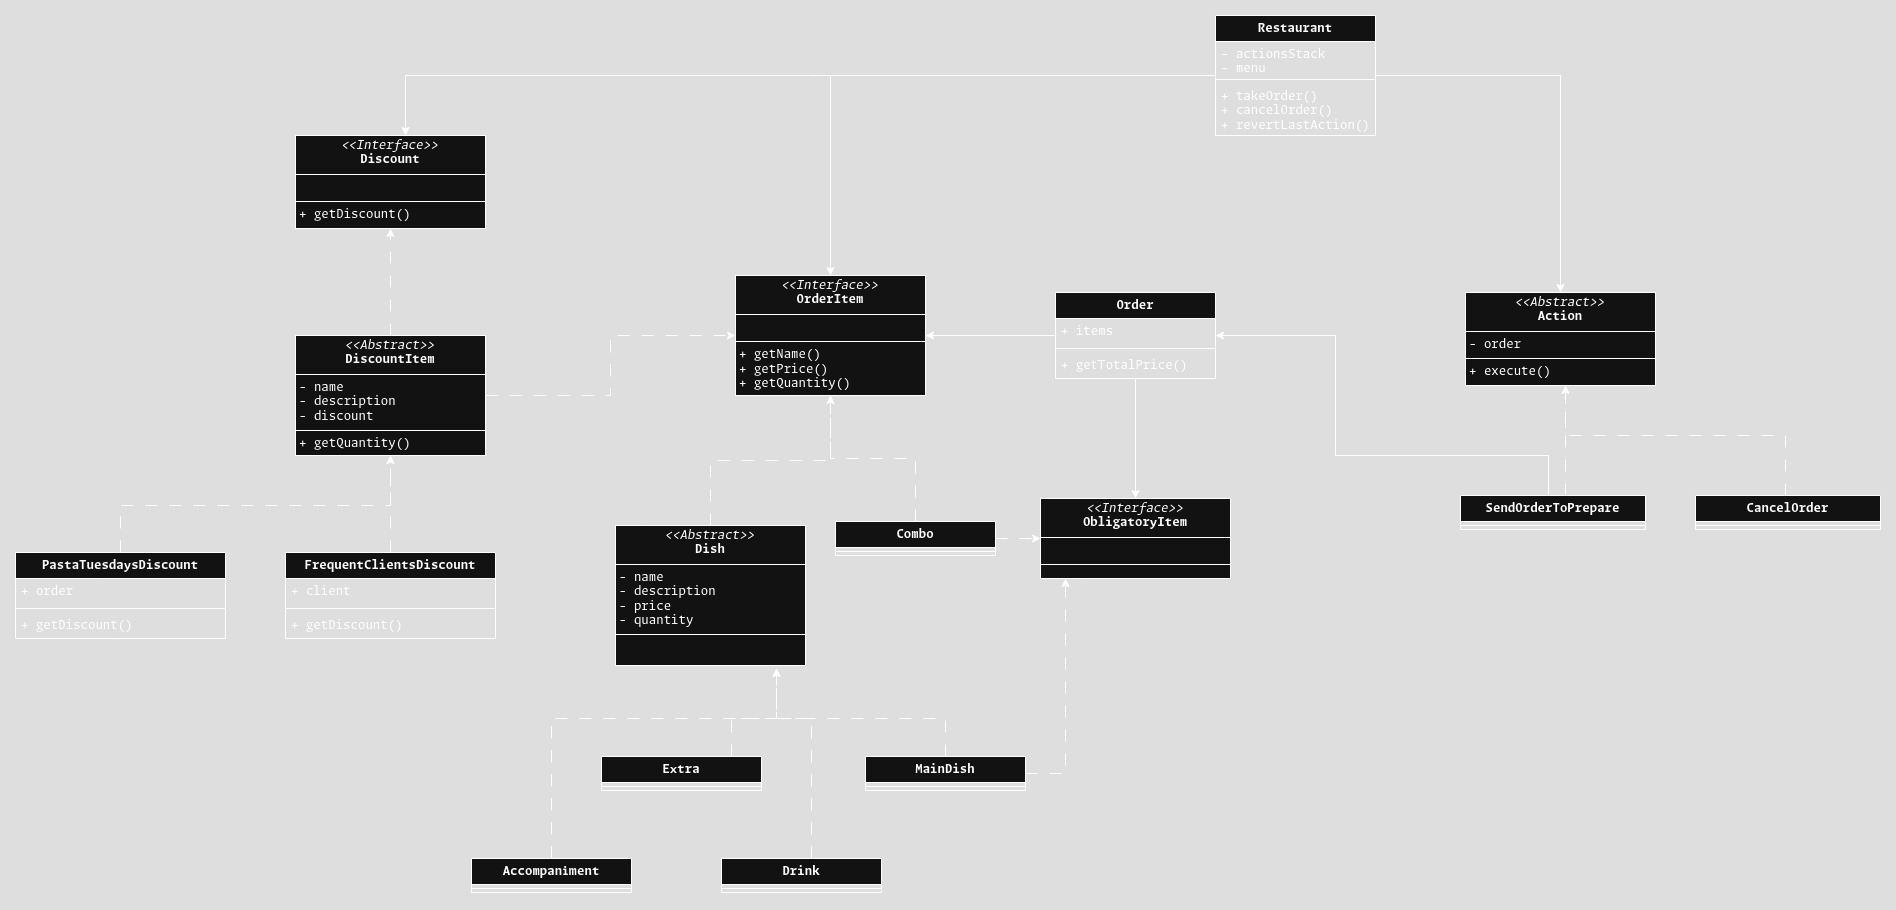 Restaurant
- actionsStack
- menu
+ takeOrder()
+ cancelOrder()
+ revertLastAction()
<<Interface>>
Discount
+ getDiscount()
<<Interface>>
OrderItem
+ getName()
+ getPrice()
+ getQuantity()
Order
+ items
+ getTotalPrice()
<<Abstract>>
Action
- order
+ execute()
<<Abstract>>
DiscountItem
- name
- description
- discount
+ getQuantity()
<<Interface>>
ObligatoryItem
SendOrderToPrepare
CancelOrder
Combo
<<Abstract>>
Dish
- name
- description
- price
- quantity
PastaTuesdaysDiscount
+ order
+ getDiscount()
FrequentClientsDiscount
+ client
+ getDiscount()
Extra
MainDish
Accompaniment
Drink